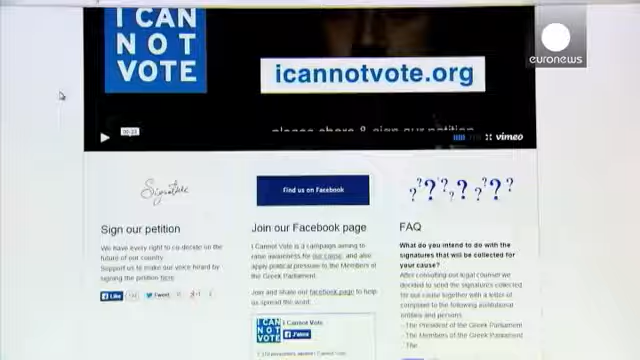 I CAN
NOT
VOTE
icannotvote.org
please share & sign our petition
vimeo
euronews
Signature
Find us on Facebook
? ? ? ? ? ? ? ?
Sign our petition
We have every right to co-decide on the
future of our country
Support us to make our voice heard by
signing the petition here
Like
Tweet
Join our Facebook page
I Cannot Vote is a campaign aiming to
raise awareness for our cause, and also
apply political pressure to the Members of
the Greek Parliament.
Join and share our facebook page to help
us spread the word.
I CAN
NOT
VOTE
I Cannot Vote
FAQ
What do you intend to do with the
signatures that will be collected for
your cause?
After consulting our legal counsel we
decided to send the signatures collected
for our cause together with a letter of
complaint to the following institutional
entities and persons:
- The President of the Greek Parliament
- The Members of the Greek Parliament
- The